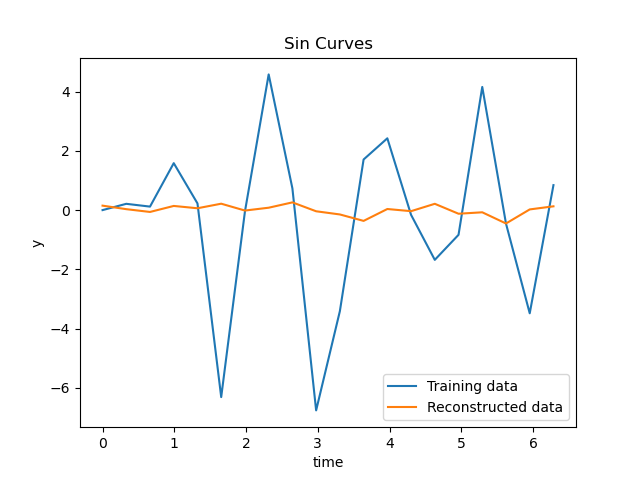 Sin Curves
y
4
2
0
−2
−4
−6
0 1 2 3 4 5 6
time
Training data
Reconstructed data